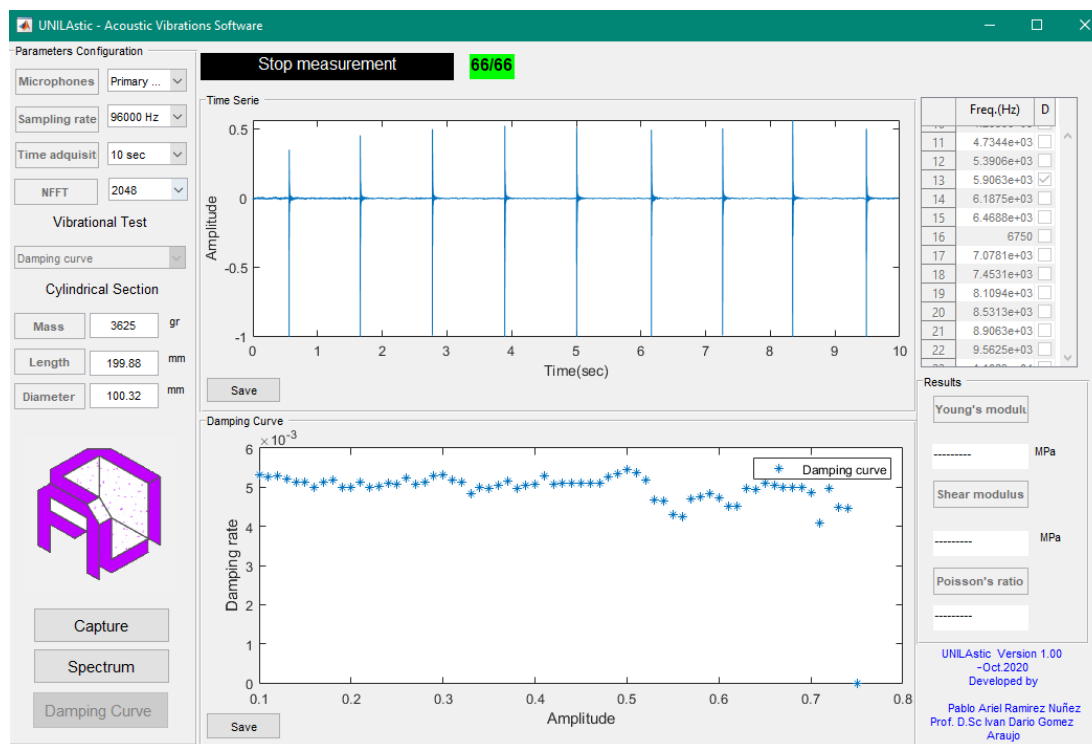 UNILAstic - Acoustic Vibrations Software
Parameters Configuration
Microphones
Primary ...
Sampling rate
96000 Hz
Time adquisit
10 sec
NFFT
2048
Vibrational Test
Damping curve
Cylindrical Section
Mass
3625
gr
Length
199.88
mm
Diameter
100.32
mm
Capture
Spectrum
Damping Curve
Stop measurement
66/66
Time Serie
0.5
0
-0.5
-1
Amplitude
0 1 2 3 4 5 6 7 8 9 10
Time(sec)
Save
Damping Curve
×10-3
6
5
4
3
2
1
0
Damping rate
Damping curve
0.1 0.2 0.3 0.4 0.5 0.6 0.7 0.8
Amplitude
Save
Freq.(Hz) D
11 4.7344e+03
12 5.3906e+03
13 5.9063e+03
14 6.1875e+03
15 6.4688e+03
16 6750
17 7.0781e+03
18 7.4531e+03
19 8.1094e+03
20 8.5313e+03
21 8.9063e+03
22 9.5625e+03
Results
Young's modulu
---------
MPa
Shear modulus
---------
MPa
Poisson's ratio
---------
UNILAstic Version 1.00
-Oct.2020
Developed by
Pablo Ariel Ramirez Nuñez
Prof. D.Sc Ivan Dario Gomez
Araujo